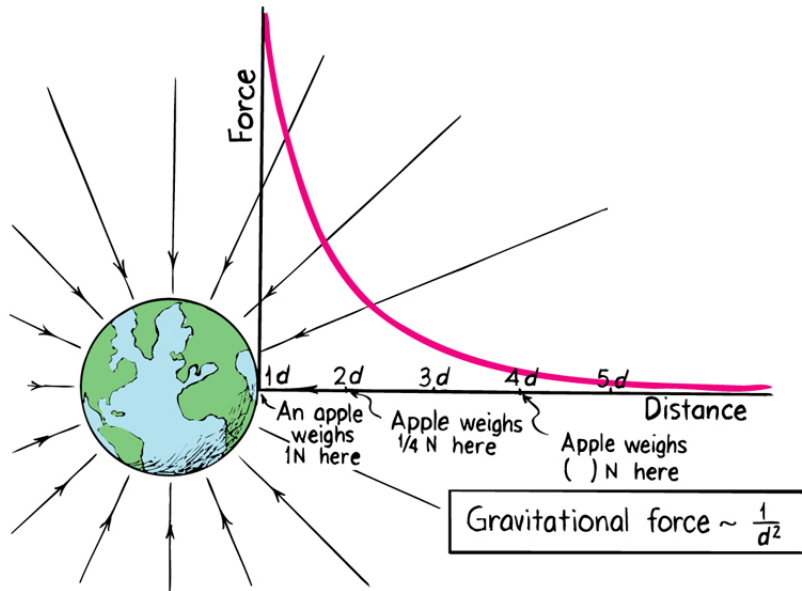 Force
1d
2d
3d
4d
5d
Distance
An apple
weighs
1N here
Apple weighs
1/4 N here
Apple weighs
( ) N here
Gravitational force ~ 1/d²